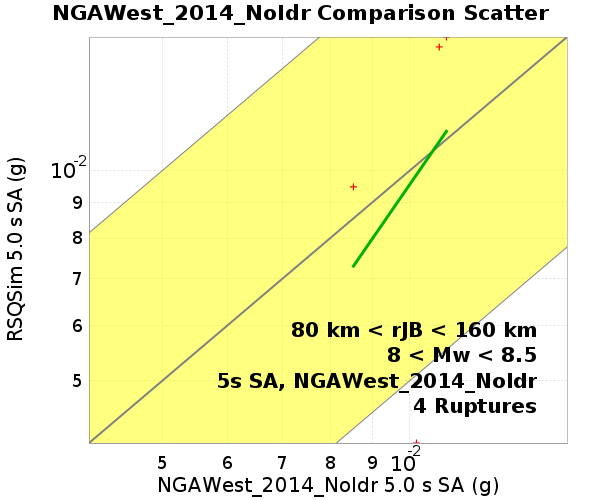 NGAWest_2014_NoIdr Comparison Scatter
RSQSim 5.0 s SA (g)
10-2
9
8
7
6
5
80 km < rJB < 160 km
8 < Mw < 8.5
5s SA, NGAWest_2014_NoIdr
4 Ruptures
5 6 7 8 9 10-2
NGAWest_2014_NoIdr 5.0 s SA (g)